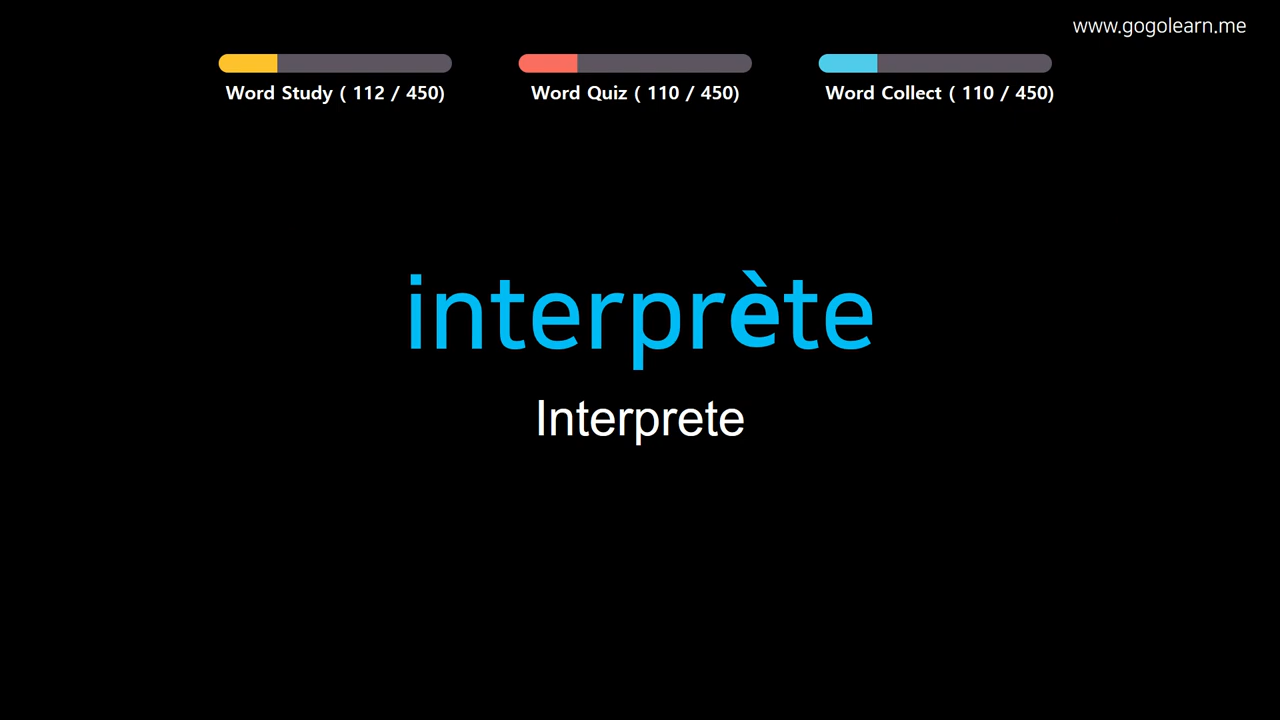 www.gogolearn.me
Word Study ( 112 / 450)
Word Quiz ( 110 / 450)
Word Collect ( 110 / 450)
interprète
Interprete